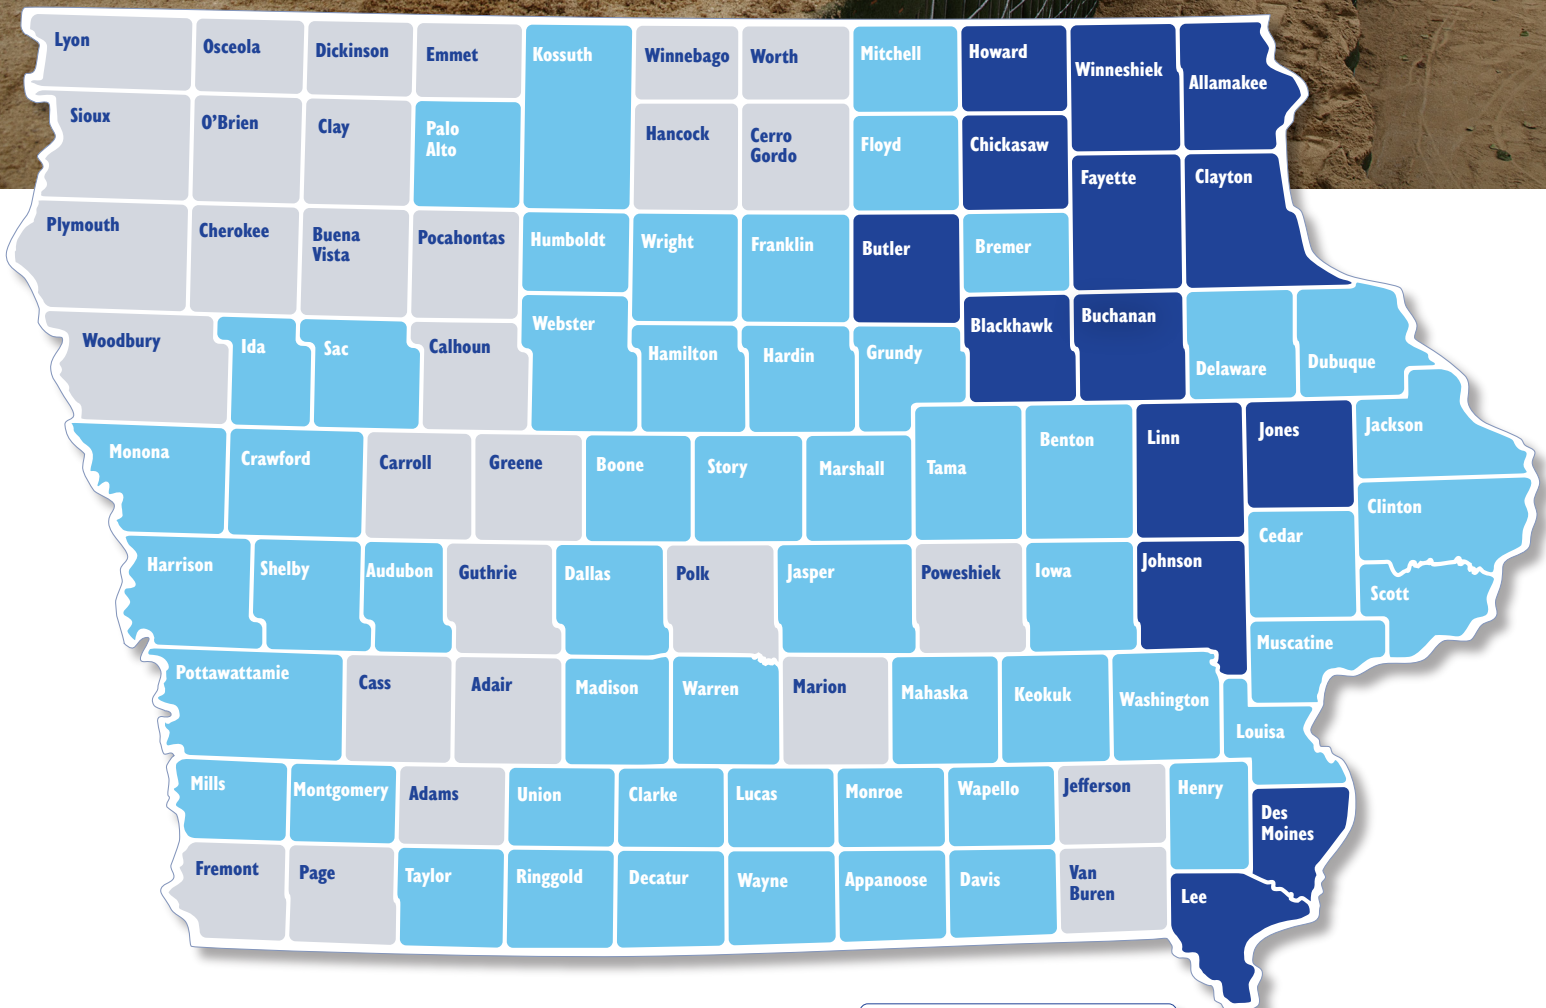 Lyon
Osceola
Dickinson
Emmet
Kossuth
Winnebago
Worth
Mitchell
Howard
Winneshiek
Allamakee
Sioux
O’Brien
Clay
Palo
Alto
Hancock
Cerro
Gordo
Floyd
Chickasaw
Fayette
Clayton
Plymouth
Cherokee
Buena
Vista
Pocahontas
Humboldt
Wright
Franklin
Butler
Bremer
Woodbury
Ida
Sac
Calhoun
Webster
Hamilton
Hardin
Grundy
Blackhawk
Buchanan
Delaware
Dubuque
Monona
Crawford
Carroll
Greene
Boone
Story
Marshall
Tama
Benton
Linn
Jones
Jackson
Clinton
Harrison
Shelby
Audubon
Guthrie
Dallas
Polk
Jasper
Poweshiek
Iowa
Johnson
Cedar
Scott
Muscatine
Pottawattamie
Cass
Adair
Madison
Warren
Marion
Mahaska
Keokuk
Washington
Louisa
Mills
Montgomery
Adams
Union
Clarke
Lucas
Monroe
Wapello
Jefferson
Henry
Des
Moines
Fremont
Page
Taylor
Ringgold
Decatur
Wayne
Appanoose
Davis
Van
Buren
Lee